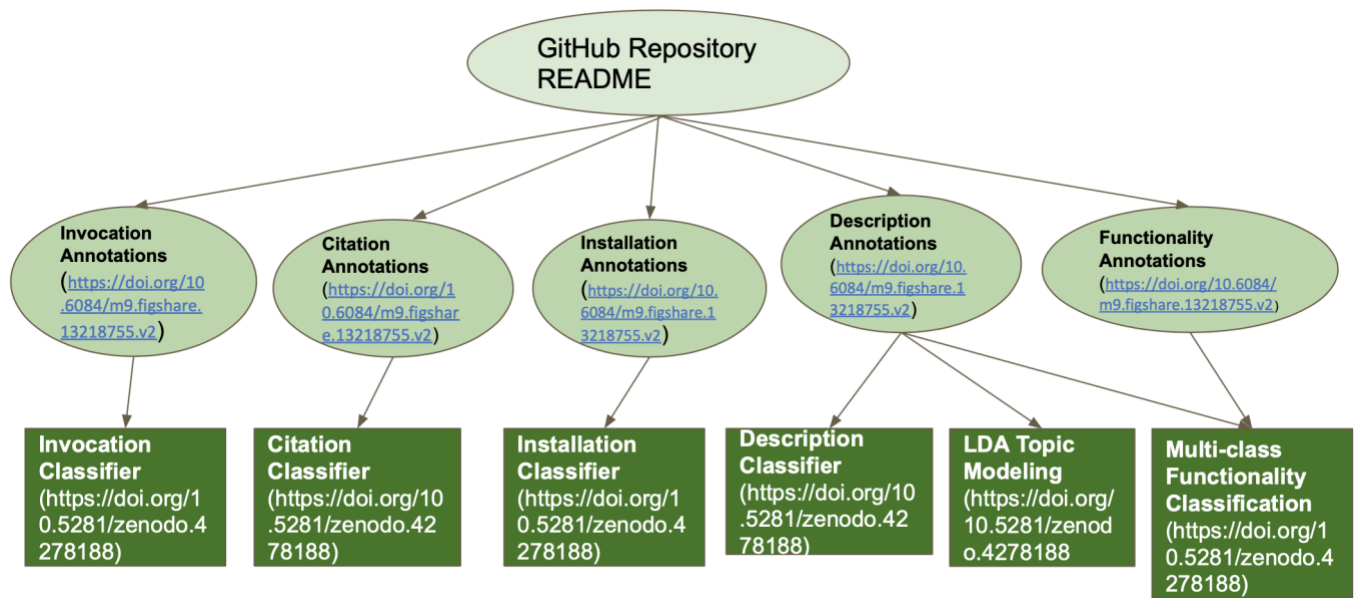 GitHub Repository
README
Invocation
Annotations
(https://doi.org/10
.6084/m9.figshare.
13218755.v2)
Citation
Annotations
(https://doi.org/1
0.6084/m9.figshar
e.13218755.v2)
Installation
Annotations
(https://doi.org/10.
6084/m9.figshare.1
3218755.v2)
Description
Annotations
(https://doi.org/10.
6084/m9.figshare.1
3218755.v2)
Functionality
Annotations
(https://doi.org/10.6084/
m9.figshare.13218755.v2)
Invocation
Classifier
(https://doi.org/1
0.5281/zenodo.4
278188)
Citation
Classifier
(https://doi.org/10
.5281/zenodo.42
78188)
Installation
Classifier
(https://doi.org/1
0.5281/zenodo.4
278188)
Description
Classifier
(https://doi.org/10
.5281/zenodo.42
78188)
LDA Topic
Modeling
(https://doi.org/
10.5281/zenod
o.4278188
Multi-class
Functionality
Classification
(https://doi.org/1
0.5281/zenodo.4
278188)